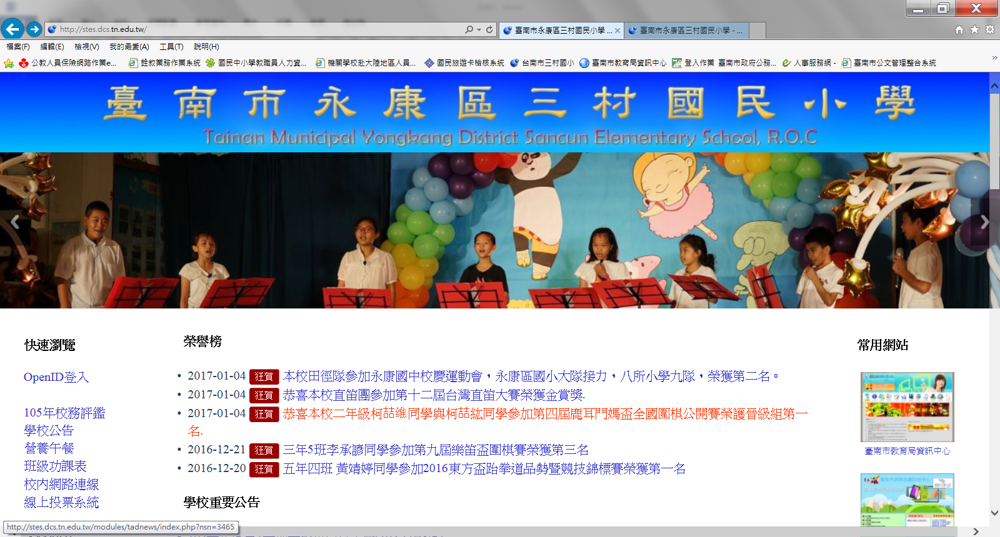 http://stes.dcs.tn.edu.tw/
臺南市永康區三村國民小學 ...
臺南市永康區三村國民小學 - ...
檔案(F) 編輯(E) 檢視(V) 我的最愛(A) 工具(T) 說明(H)
公教人員保險網路作業e... 銓敘業務作業系統 國民中小學教職員人力資... 機關學校赴大陸地區人員... 國民旅遊卡檢核系統 台南市三村國小 臺南市教育局資訊中心 登入作業 臺南市政府公務... 人事服務網 - 臺南市公文管理整合系統
臺南市永康區三村國民小學
Tainan Municipal Yongkang District Sancun Elementary School, R.O.C
快速瀏覽
OpenID登入
105年校務評鑑
學校公告
營養午餐
班級功課表
校內網路連線
線上投票系統
榮譽榜
• 2017-01-04 狂賀 本校田徑隊參加永康國中校慶運動會，永康區國小大隊接力，八所小學九隊，榮獲第二名。
• 2017-01-04 狂賀 恭喜本校直笛團參加第十二屆台灣直笛大賽榮獲金賞獎.
• 2017-01-04 狂賀 恭喜本校二年級柯喆维同學與柯喆紘同學參加第四屆鹿耳門媽盃全國圍棋公開賽榮護晉級組第一
名.
• 2016-12-21 狂賀 三年5班李承諺同學參加第九屆樂笛盃圍棋賽榮獲第三名
• 2016-12-20 狂賀 五年四班 黃靖婷同學參加2016東方盃跆拳道品勢暨競技錦標賽榮獲第一名
學校重要公告
常用網站
臺南市教育局資訊中心
http://stes.dcs.tn.edu.tw/modules/tadnews/index.php?nsn=3465